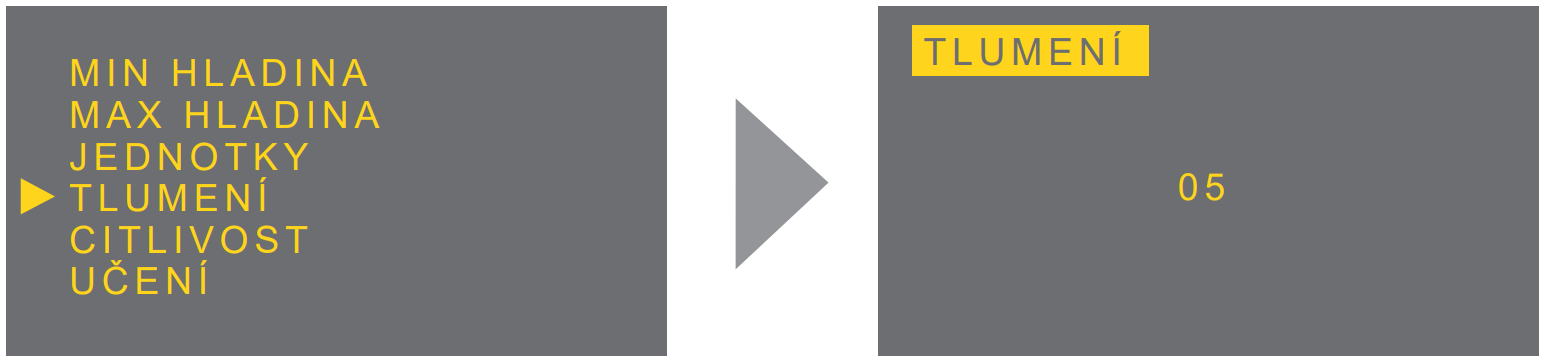 MIN HLADINA
MAX HLADINA
JEDNOTKY
TLUMENÍ
CITLIVOST
UČENÍ
TLUMENÍ
05